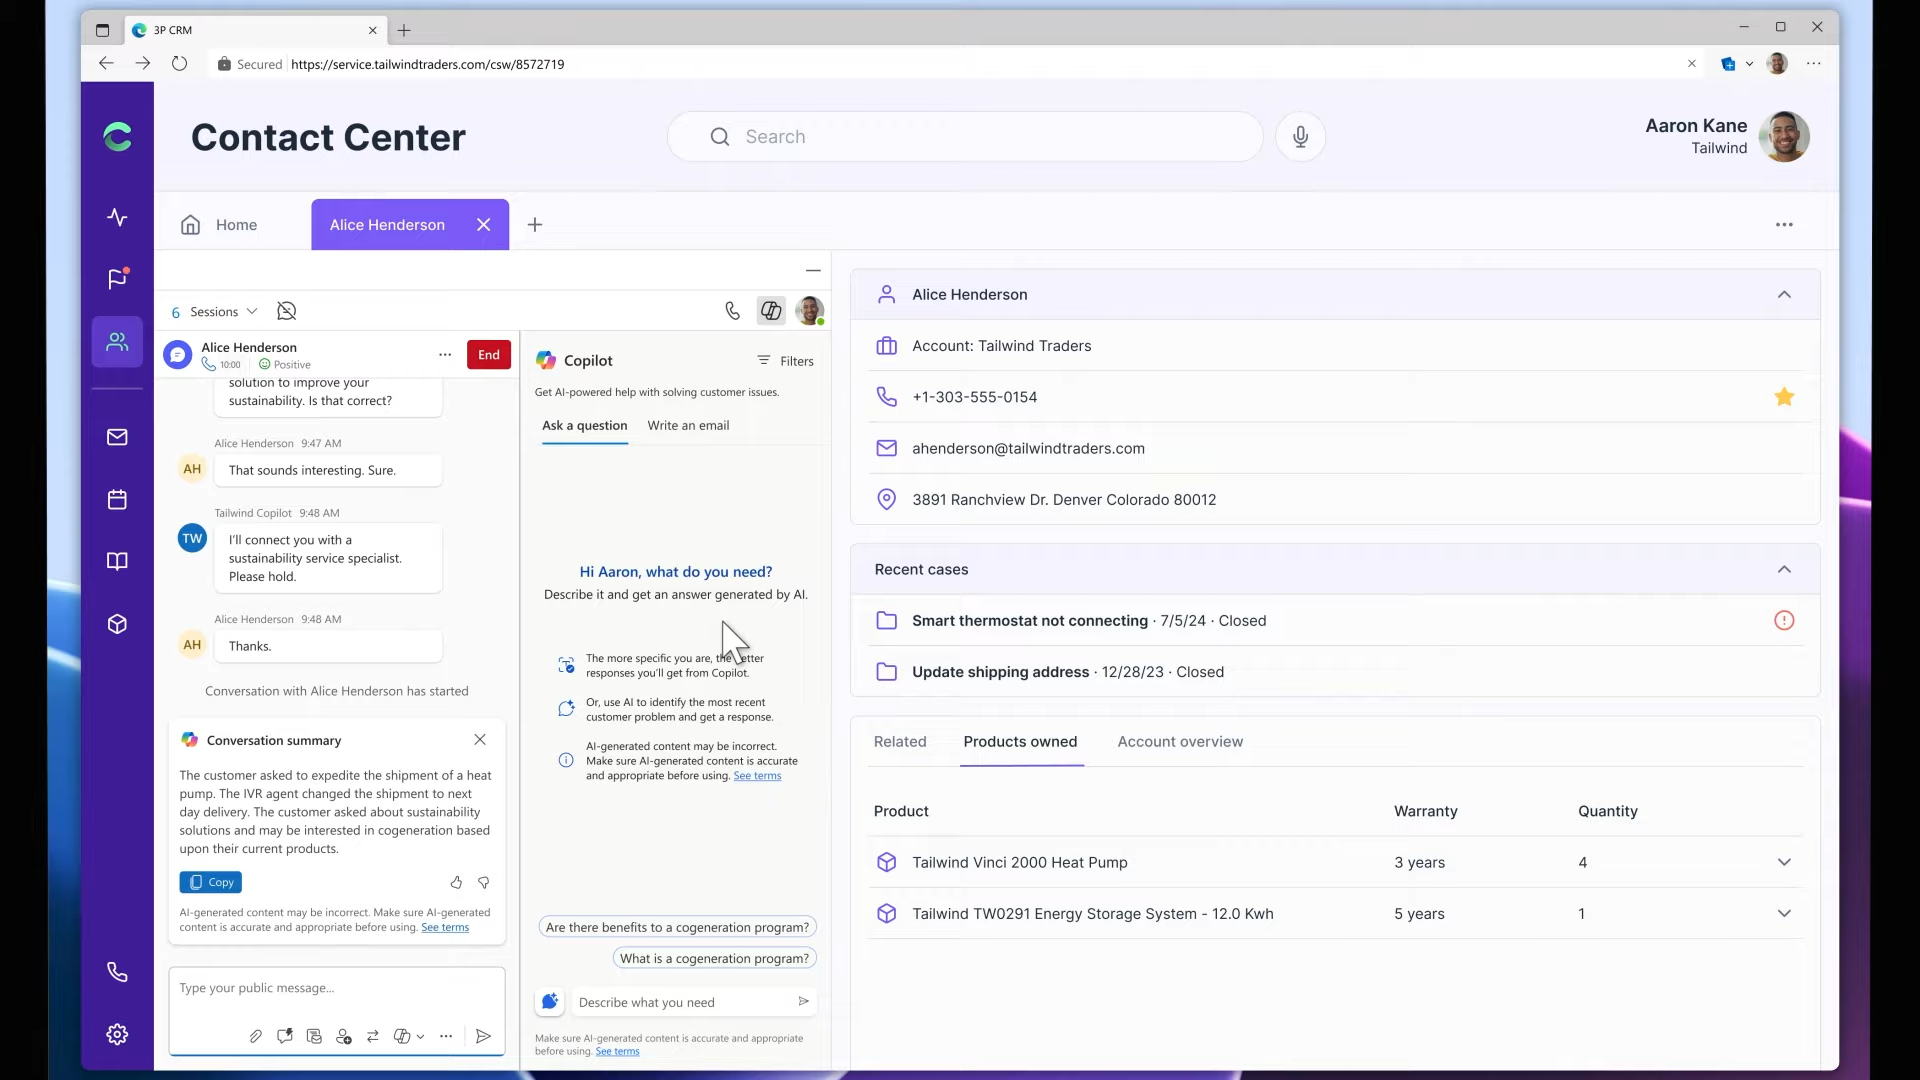 3P CRM
Secured
https://service.tailwindtraders.com/csw/8572719
Contact Center
Search
Aaron Kane
Tailwind
Home
Alice Henderson
6 Sessions
Alice Henderson
10:00
Positive
End
solution to improve your
sustainability. Is that correct?
Alice Henderson 9:47 AM
AH
That sounds interesting. Sure.
Tailwind Copilot 9:48 AM
TW
I'll connect you with a
sustainability service specialist.
Please hold.
Alice Henderson 9:48 AM
AH
Thanks.
Conversation with Alice Henderson has started
Conversation summary
The customer asked to expedite the shipment of a heat
pump. The IVR agent changed the shipment to next
day delivery. The customer asked about sustainability
solutions and may be interested in cogeneration based
upon their current products.
Copy
AI-generated content may be incorrect. Make sure AI-generated
content is accurate and appropriate before using. See terms
Type your public message...
Copilot
Filters
Get AI-powered help with solving customer issues.
Ask a question
Write an email
Hi Aaron, what do you need?
Describe it and get an answer generated by AI.
The more specific you are, the better
responses you'll get from Copilot.
Or, use AI to identify the most recent
customer problem and get a response.
AI-generated content may be incorrect.
Make sure AI-generated content is accurate
and appropriate before using. See terms
Are there benefits to a cogeneration program?
What is a cogeneration program?
Describe what you need
Make sure AI-generated content is accurate and appropriate
before using. See terms
Alice Henderson
Account: Tailwind Traders
+1-303-555-0154
ahenderson@tailwindtraders.com
3891 Ranchview Dr. Denver Colorado 80012
Recent cases
Smart thermostat not connecting · 7/5/24 · Closed
Update shipping address · 12/28/23 · Closed
Related
Products owned
Account overview
Product
Warranty
Quantity
Tailwind Vinci 2000 Heat Pump
3 years
4
Tailwind TW0291 Energy Storage System - 12.0 Kwh
5 years
1